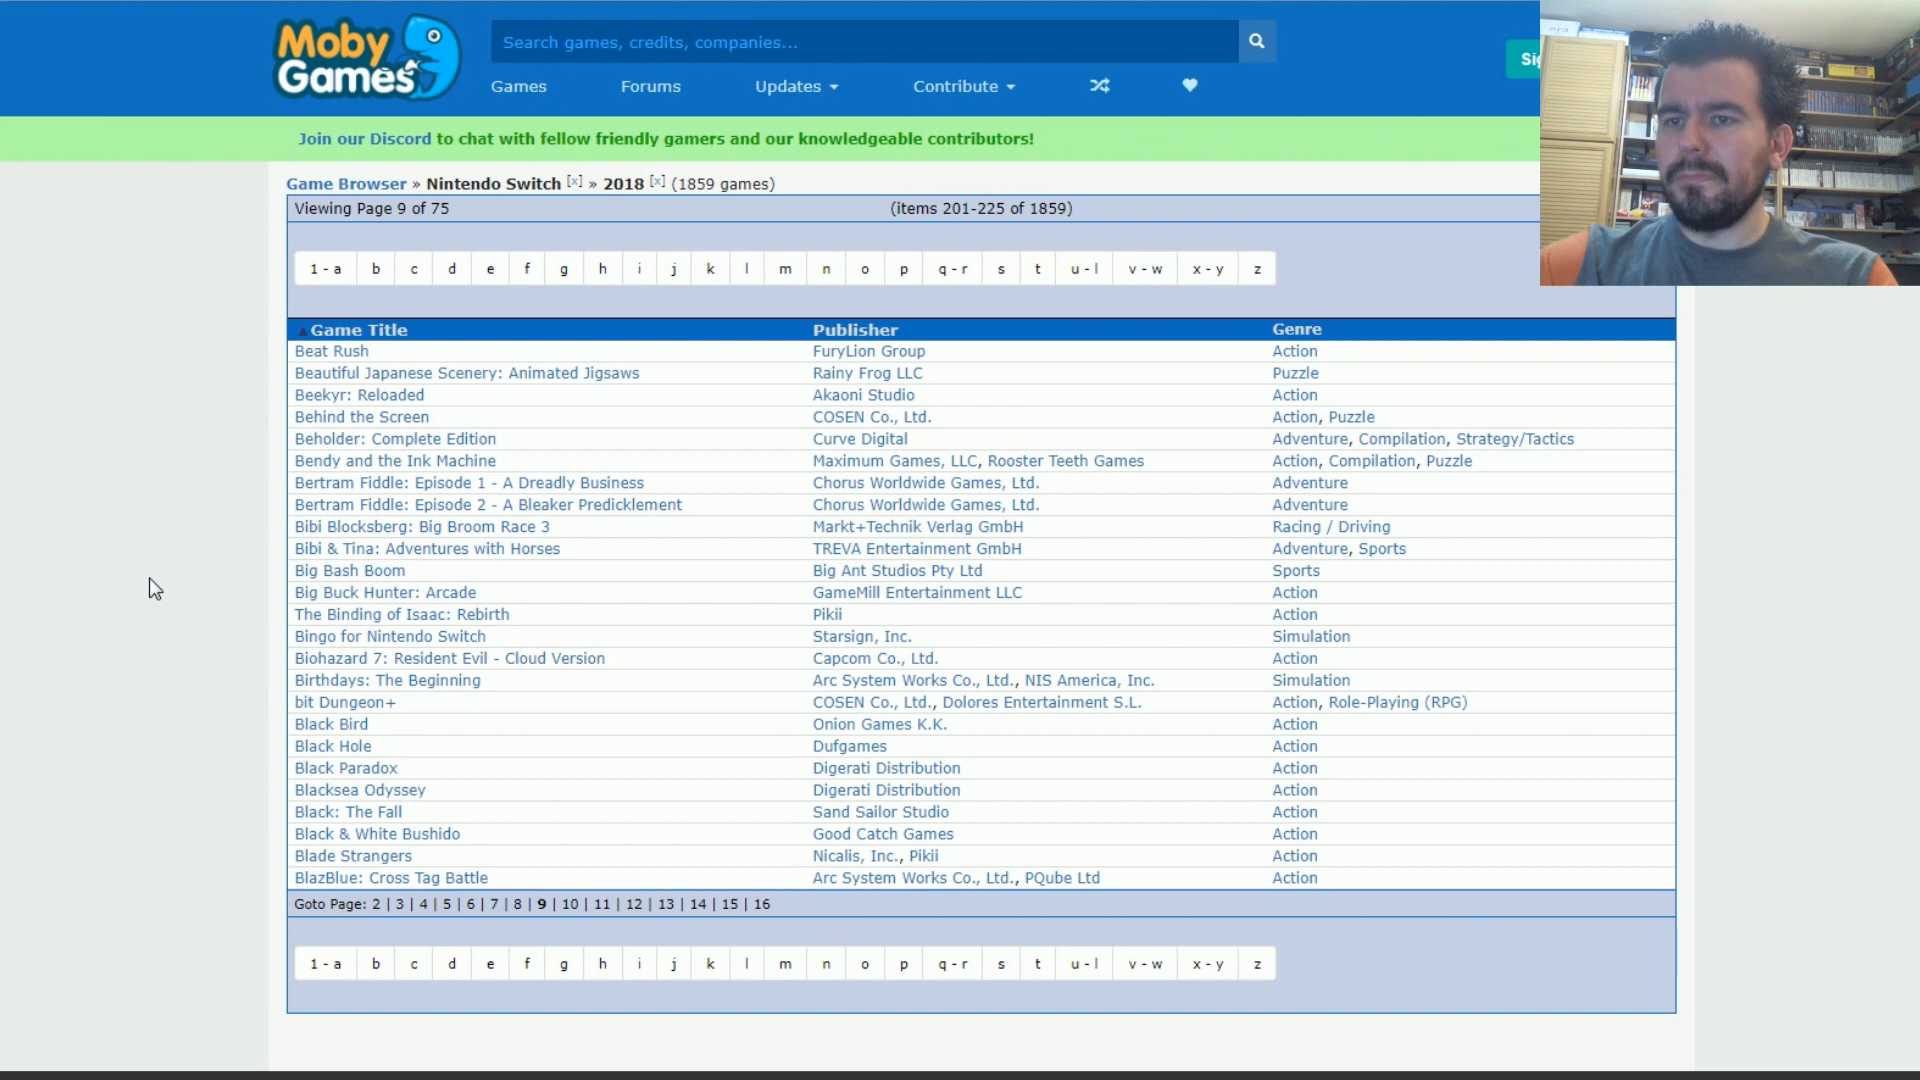 Moby
Games
Search games, credits, companies...
Games Forums Updates Contribute
Join our Discord to chat with fellow friendly gamers and our knowledgeable contributors!
Game Browser » Nintendo Switch [x] » 2018 [x] (1859 games)
Viewing Page 9 of 75 (items 201-225 of 1859)
1 - a b c d e f g h i j k l m n o p q - r s t u - l v - w x - y z
Game Title Publisher Genre
Beat Rush FuryLion Group Action
Beautiful Japanese Scenery: Animated Jigsaws Rainy Frog LLC Puzzle
Beekyr: Reloaded Akaoni Studio Action
Behind the Screen COSEN Co., Ltd. Action, Puzzle
Beholder: Complete Edition Curve Digital Adventure, Compilation, Strategy/Tactics
Bendy and the Ink Machine Maximum Games, LLC, Rooster Teeth Games Action, Compilation, Puzzle
Bertram Fiddle: Episode 1 - A Dreadly Business Chorus Worldwide Games, Ltd. Adventure
Bertram Fiddle: Episode 2 - A Bleaker Predicklement Chorus Worldwide Games, Ltd. Adventure
Bibi Blocksberg: Big Broom Race 3 Markt+Technik Verlag GmbH Racing / Driving
Bibi & Tina: Adventures with Horses TREVA Entertainment GmbH Adventure, Sports
Big Bash Boom Big Ant Studios Pty Ltd Sports
Big Buck Hunter: Arcade GameMill Entertainment LLC Action
The Binding of Isaac: Rebirth Pikii Action
Bingo for Nintendo Switch Starsign, Inc. Simulation
Biohazard 7: Resident Evil - Cloud Version Capcom Co., Ltd. Action
Birthdays: The Beginning Arc System Works Co., Ltd., NIS America, Inc. Simulation
bit Dungeon+ COSEN Co., Ltd., Dolores Entertainment S.L. Action, Role-Playing (RPG)
Black Bird Onion Games K.K. Action
Black Hole Dufgames Action
Black Paradox Digerati Distribution Action
Blacksea Odyssey Digerati Distribution Action
Black: The Fall Sand Sailor Studio Action
Black & White Bushido Good Catch Games Action
Blade Strangers Nicalis, Inc., Pikii Action
BlazBlue: Cross Tag Battle Arc System Works Co., Ltd., PQube Ltd Action
Goto Page: 2 | 3 | 4 | 5 | 6 | 7 | 8 | 9 | 10 | 11 | 12 | 13 | 14 | 15 | 16
1 - a b c d e f g h i j k l m n o p q - r s t u - l v - w x - y z